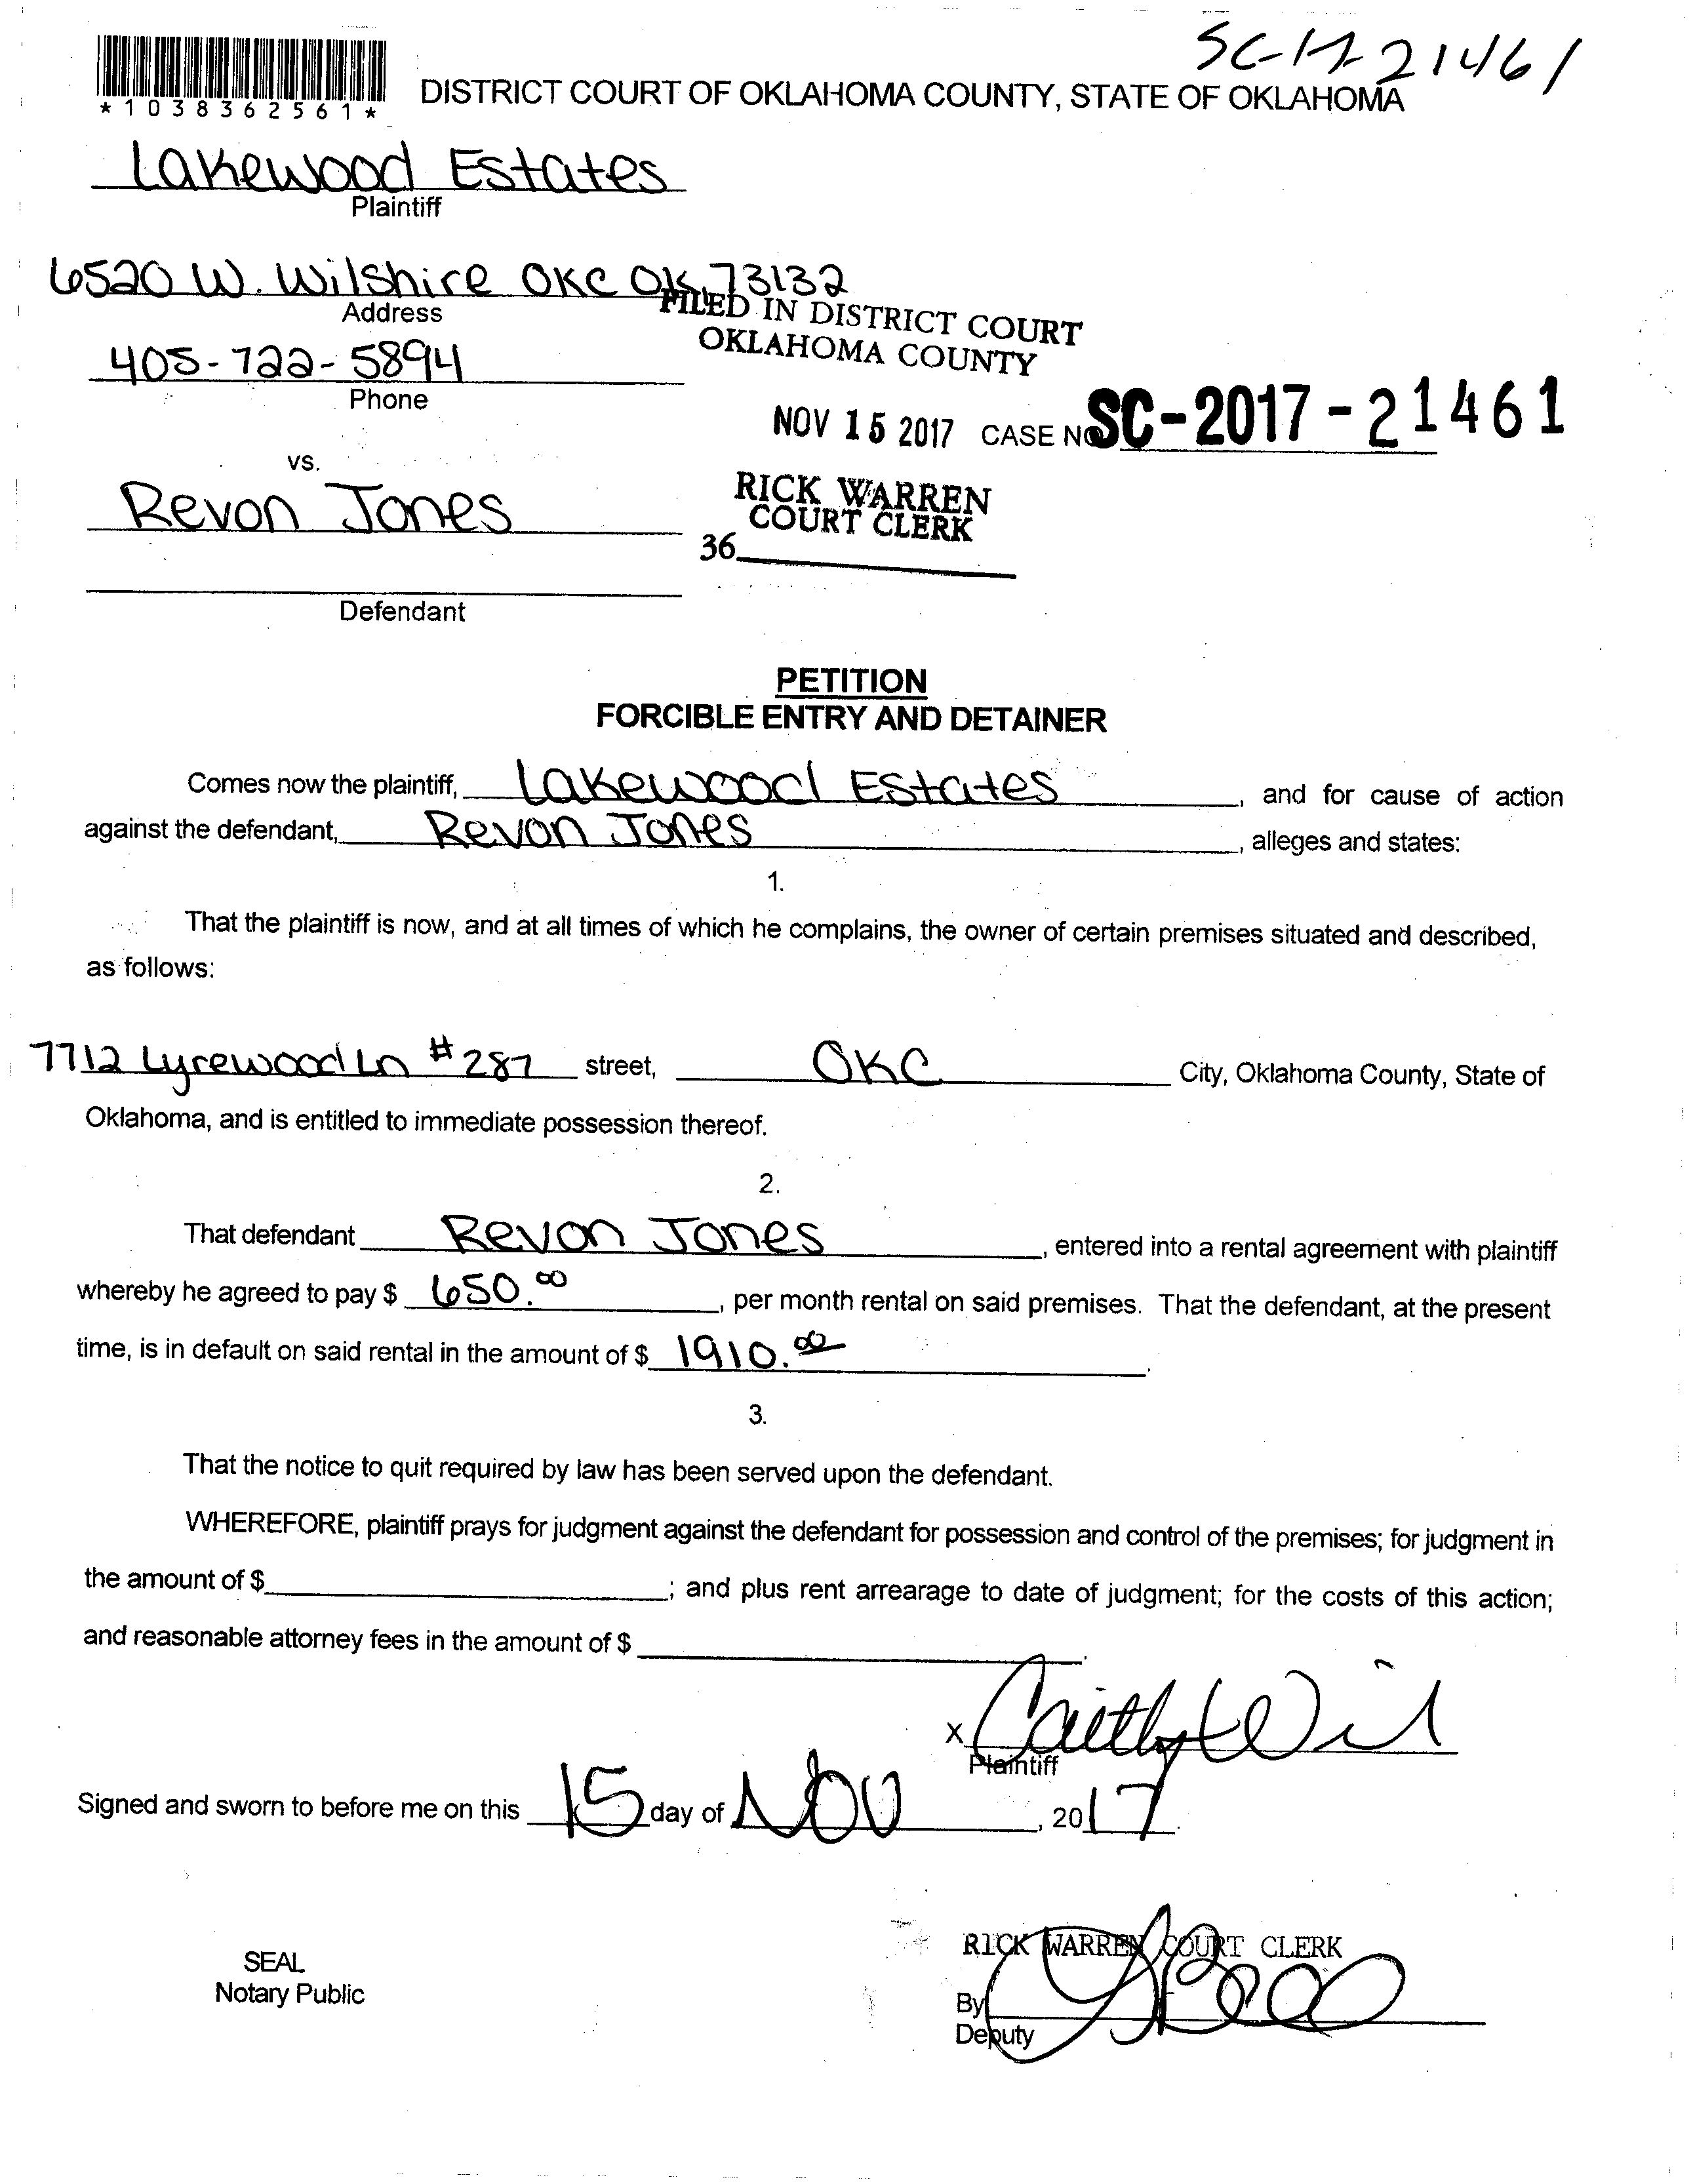 SC-17-21461
*1038362561*
DISTRICT COURT OF OKLAHOMA COUNTY, STATE OF OKLAHOMA
Lakewood Estates
Plaintiff
6520 W. Wilshire OKC OK 73132
Address
FILED IN DISTRICT COURT
OKLAHOMA COUNTY
405-722-5894
Phone
NOV 15 2017 CASE NO SC-2017-21461
vs.
Revon Jones
RICK WARREN
COURT CLERK
36
Defendant
PETITION
FORCIBLE ENTRY AND DETAINER
Comes now the plaintiff, Lakewood Estates, and for cause of action
against the defendant, Revon Jones, alleges and states:
1.
That the plaintiff is now, and at all times of which he complains, the owner of certain premises situated and described,
as follows:
7712 Lyrewood Ln #287 street, OKC City, Oklahoma County, State of
Oklahoma, and is entitled to immediate possession thereof.
2.
That defendant Revon Jones, entered into a rental agreement with plaintiff
whereby he agreed to pay $ 650.00, per month rental on said premises. That the defendant, at the present
time, is in default on said rental in the amount of $ 1910.00.
3.
That the notice to quit required by law has been served upon the defendant.
WHEREFORE, plaintiff prays for judgment against the defendant for possession and control of the premises; for judgment in
the amount of $ ; and plus rent arrearage to date of judgment; for the costs of this action;
and reasonable attorney fees in the amount of $ .
X
Plaintiff
Signed and sworn to before me on this 15 day of Nov, 2017.
RICK WARREN COURT CLERK
SEAL
Notary Public
By
Deputy